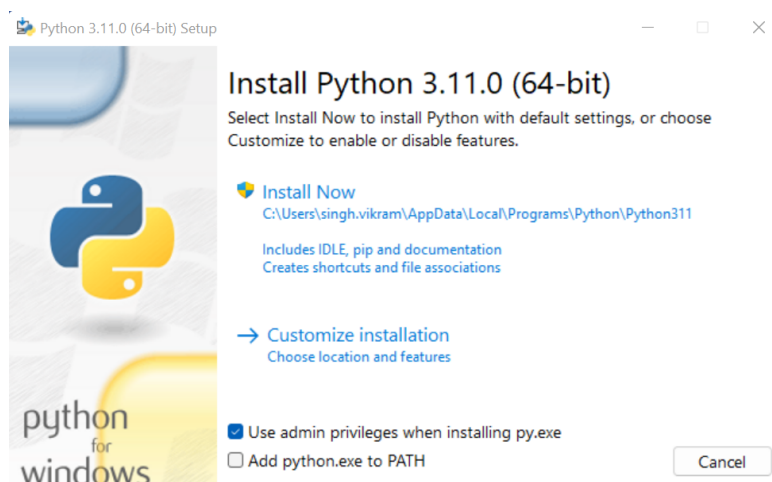 Python 3.11.0 (64-bit) Setup
Install Python 3.11.0 (64-bit)
Select Install Now to install Python with default settings, or choose
Customize to enable or disable features.
Install Now
C:\Users\singh.vikram\AppData\Local\Programs\Python\Python311
Includes IDLE, pip and documentation
Creates shortcuts and file associations
Customize installation
Choose location and features
python
for
windows
Use admin privileges when installing py.exe
Add python.exe to PATH
Cancel